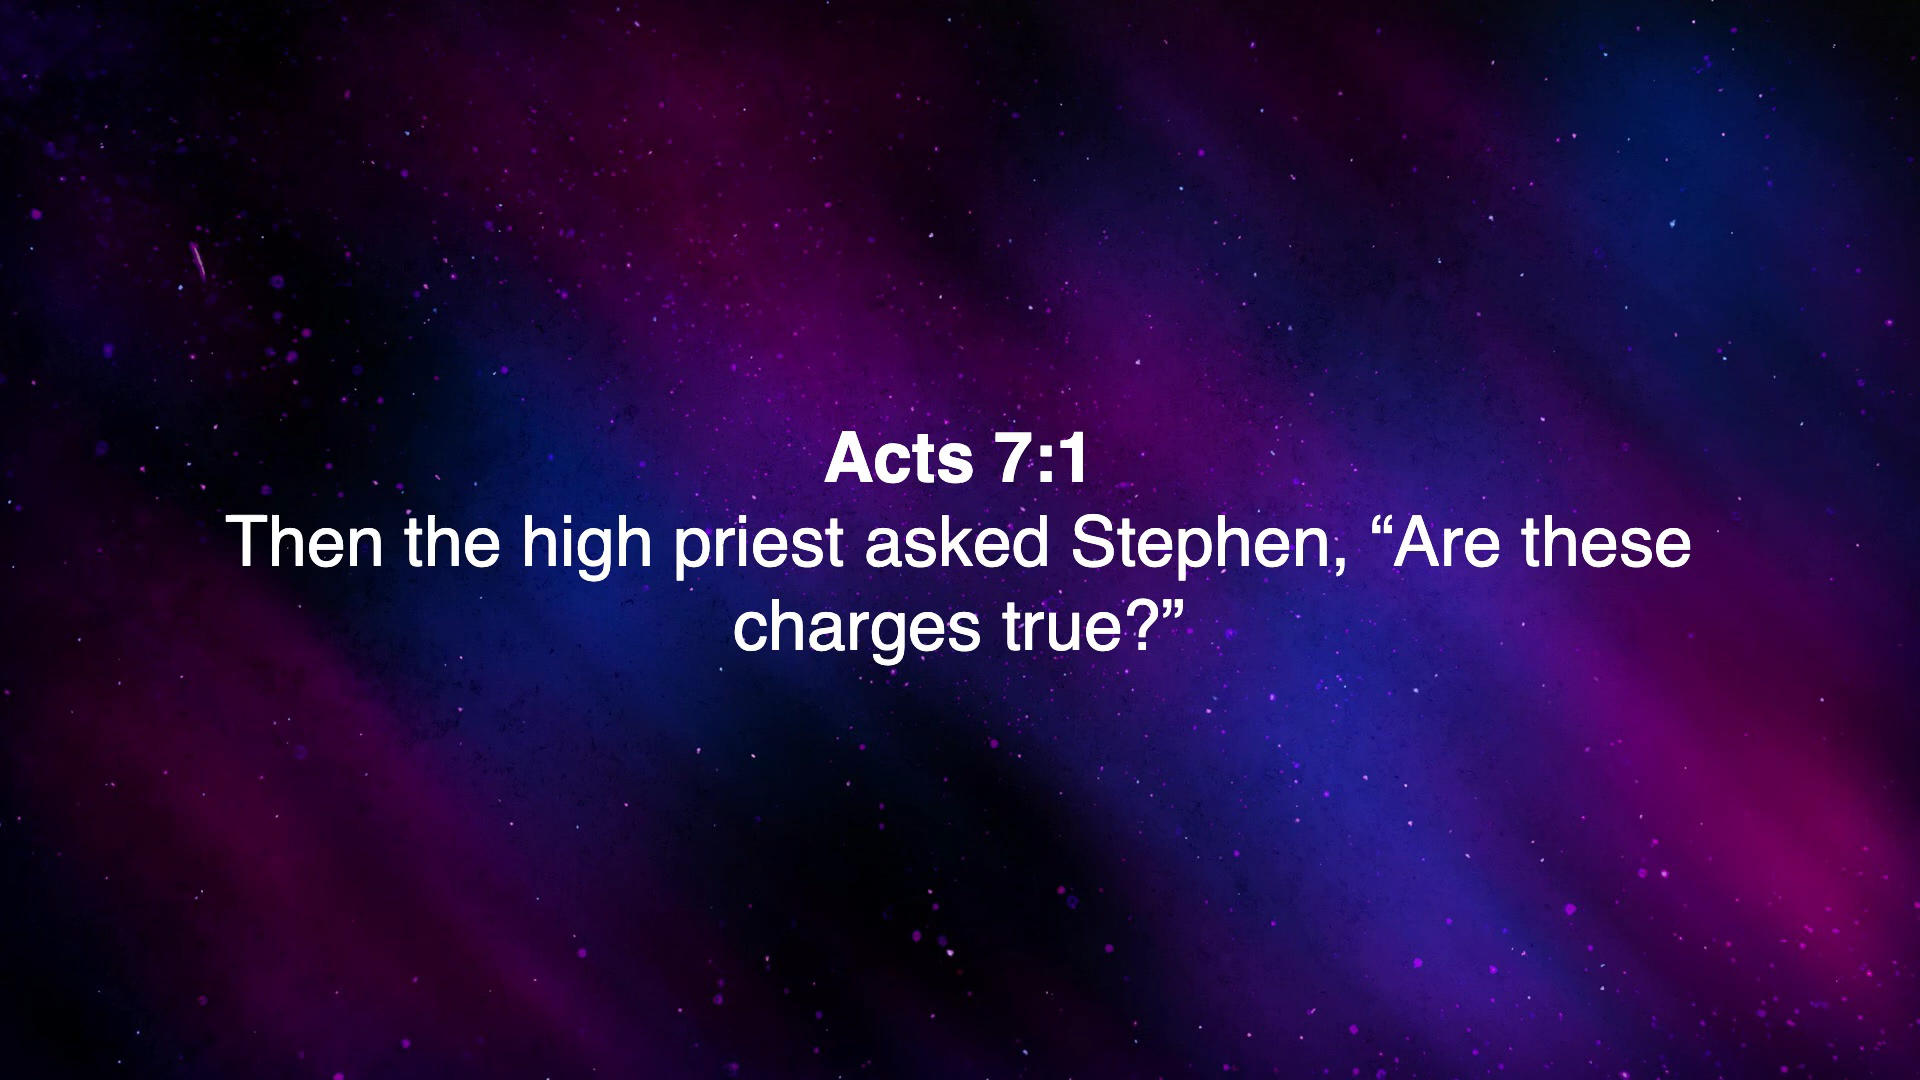 Acts 7:1
Then the high priest asked Stephen, “Are these
charges true?”